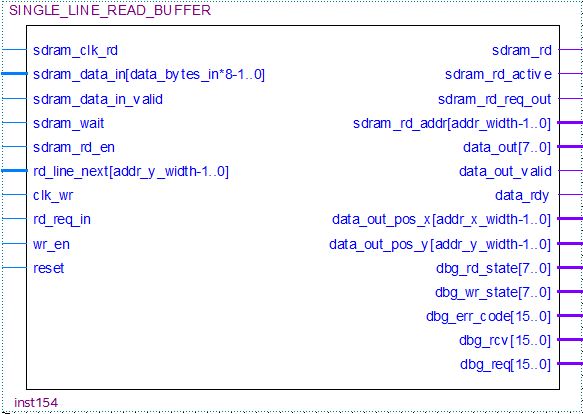 SINGLE_LINE_READ_BUFFER
sdram_clk_rd sdram_rd
sdram_data_in[data_bytes_in*8-1..0] sdram_rd_active
sdram_data_in_valid sdram_rd_req_out
sdram_wait sdram_rd_addr[addr_width-1..0]
sdram_rd_en data_out[7..0]
rd_line_next[addr_y_width-1..0] data_out_valid
clk_wr data_rdy
rd_req_in data_out_pos_x[addr_x_width-1..0]
wr_en data_out_pos_y[addr_y_width-1..0]
reset dbg_rd_state[7..0]
dbg_wr_state[7..0]
dbg_err_code[15..0]
dbg_rcv[15..0]
dbg_req[15..0]
inst154